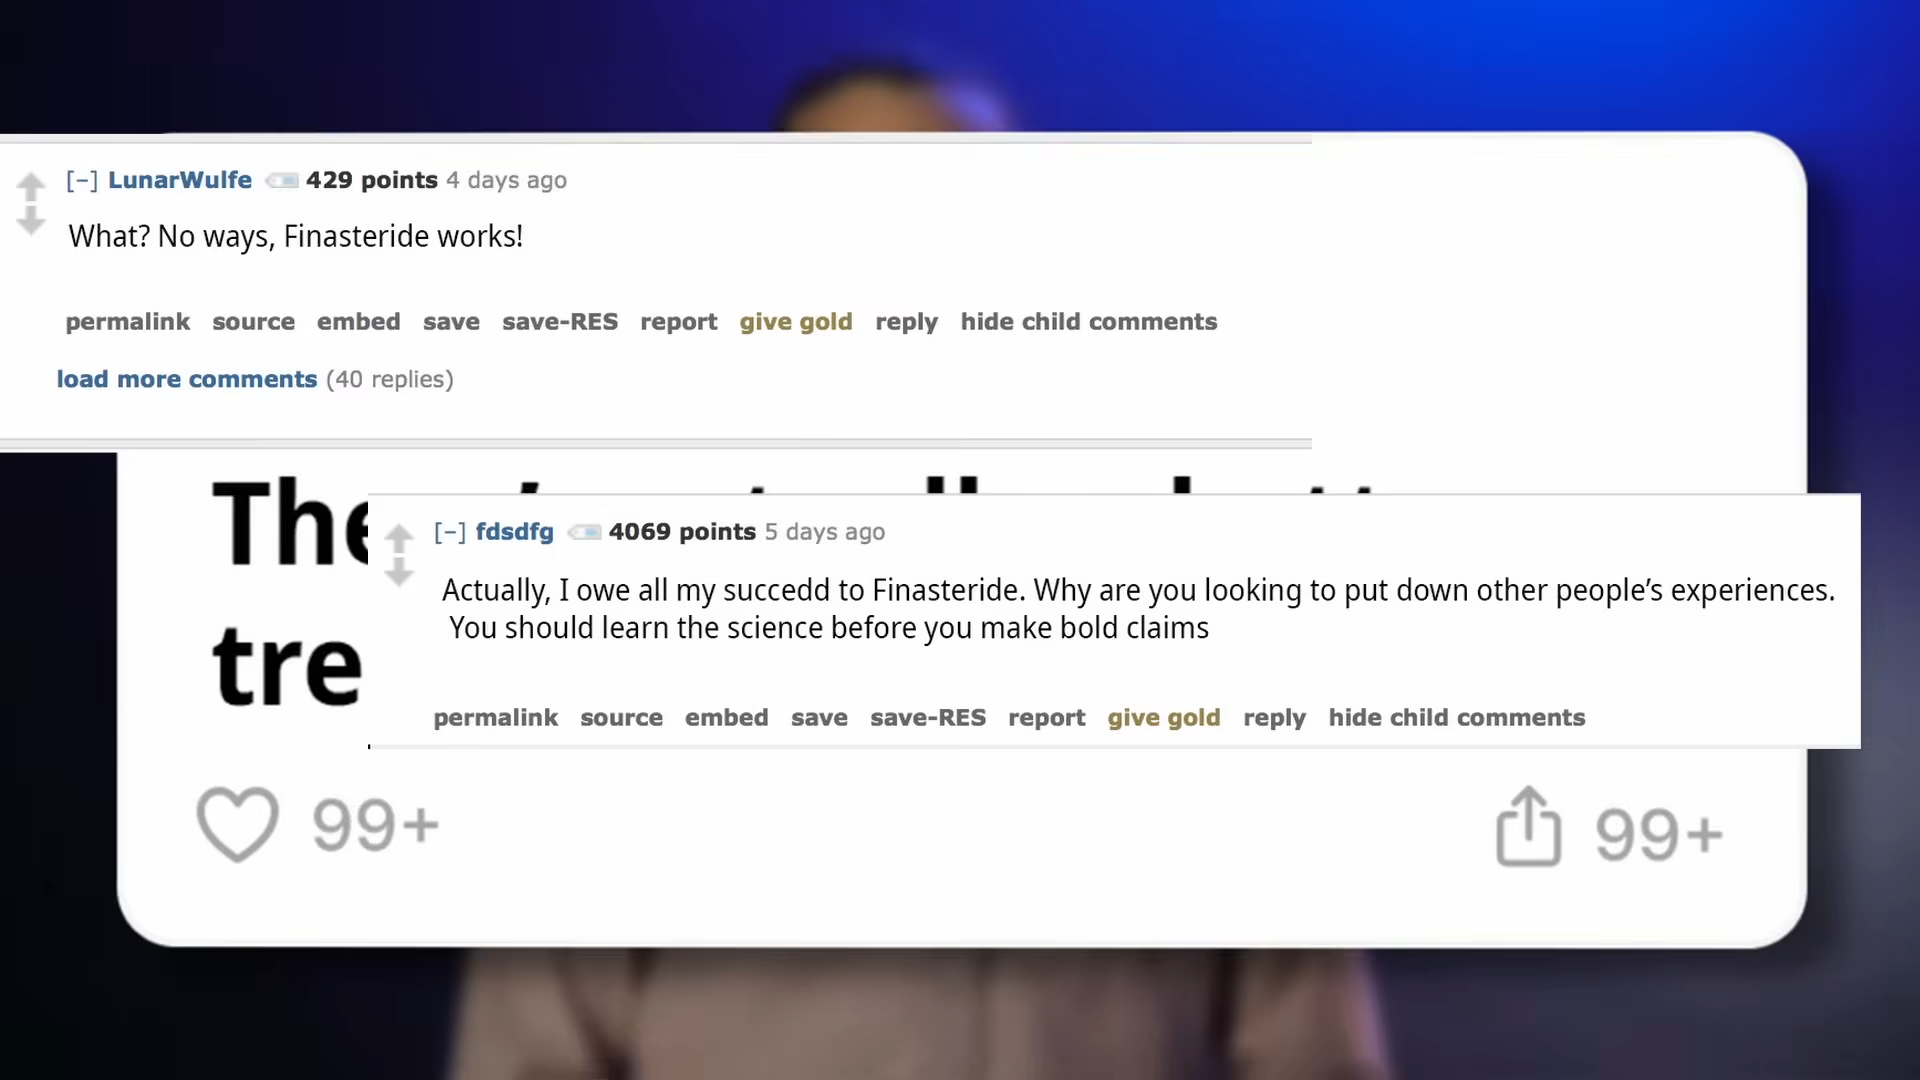 [–] LunarWulfe 429 points 4 days ago
What? No ways, Finasteride works!
permalink source embed save save-RES report give gold reply hide child comments
load more comments (40 replies)
[–] fdsdfg 4069 points 5 days ago
Actually, I owe all my succedd to Finasteride. Why are you looking to put down other people’s experiences.
You should learn the science before you make bold claims
permalink source embed save save-RES report give gold reply hide child comments
99+
99+